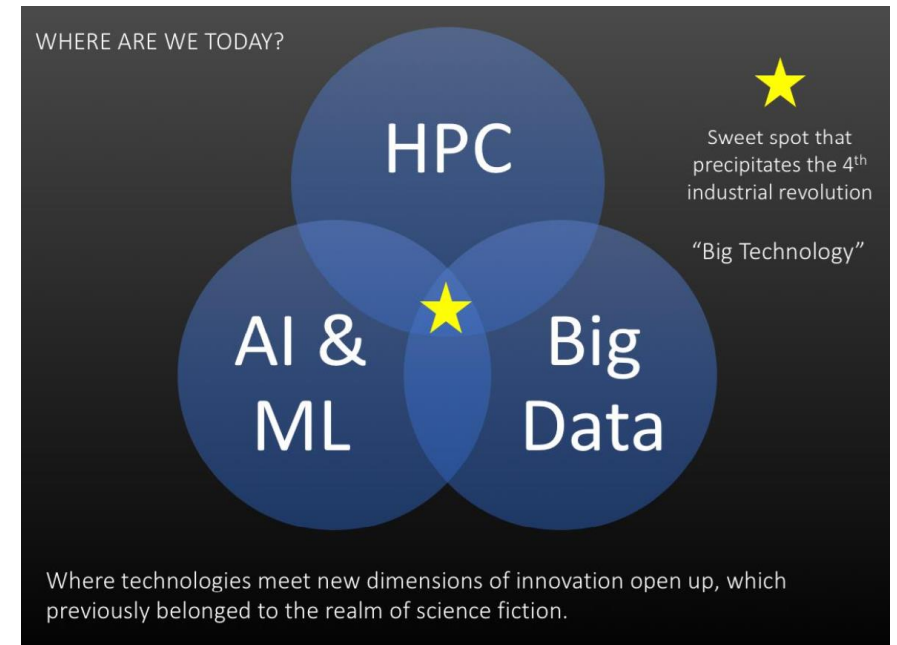 WHERE ARE WE TODAY?
HPC
Sweet spot that
precipitates the 4th
industrial revolution
“Big Technology”
AI &
ML
Big
Data
Where technologies meet new dimensions of innovation open up, which
previously belonged to the realm of science fiction.